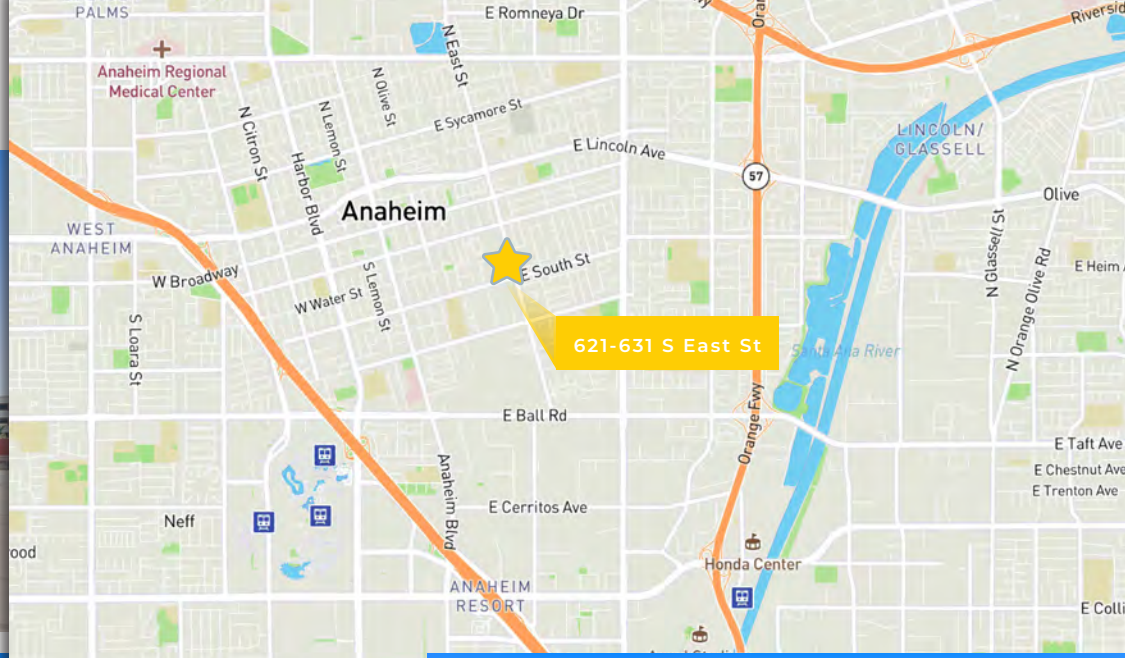 PALMS
E Romneya Dr
Riversid
Anaheim Regional
Medical Center
N East St
N Olive St
N Lemon St
N Citron St
E Sycamore St
Harbor Blvd
E Lincoln Ave
LINCOLN/
GLASSELL
57
Olive
Anaheim
WEST
ANAHEIM
N Glassell St
N Orange Olive Rd
E Heim
W Broadway
E South St
W Water St
S Lemon St
S Loara St
621-631 S East St
Santa Ana River
E Ball Rd
Orange Fwy
E Taft Ave
E Chestnut Ave
E Trenton Ave
Anaheim Blvd
E Cerritos Ave
Neff
ood
Honda Center
ANAHEIM
RESORT
E Colli